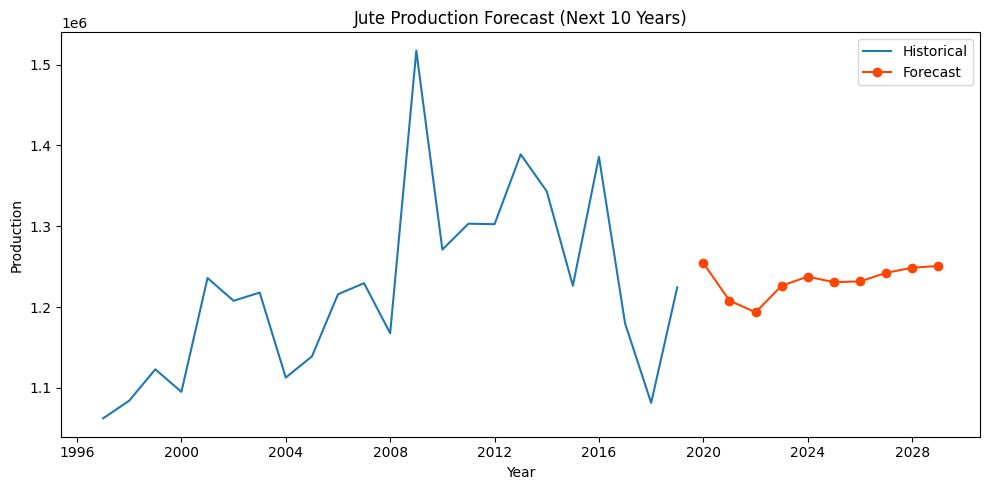 Jute Production Forecast (Next 10 Years)
1e6
Historical
Forecast
1.5
1.4
1.3
1.2
1.1
Production
1996 2000 2004 2008 2012 2016 2020 2024 2028
Year